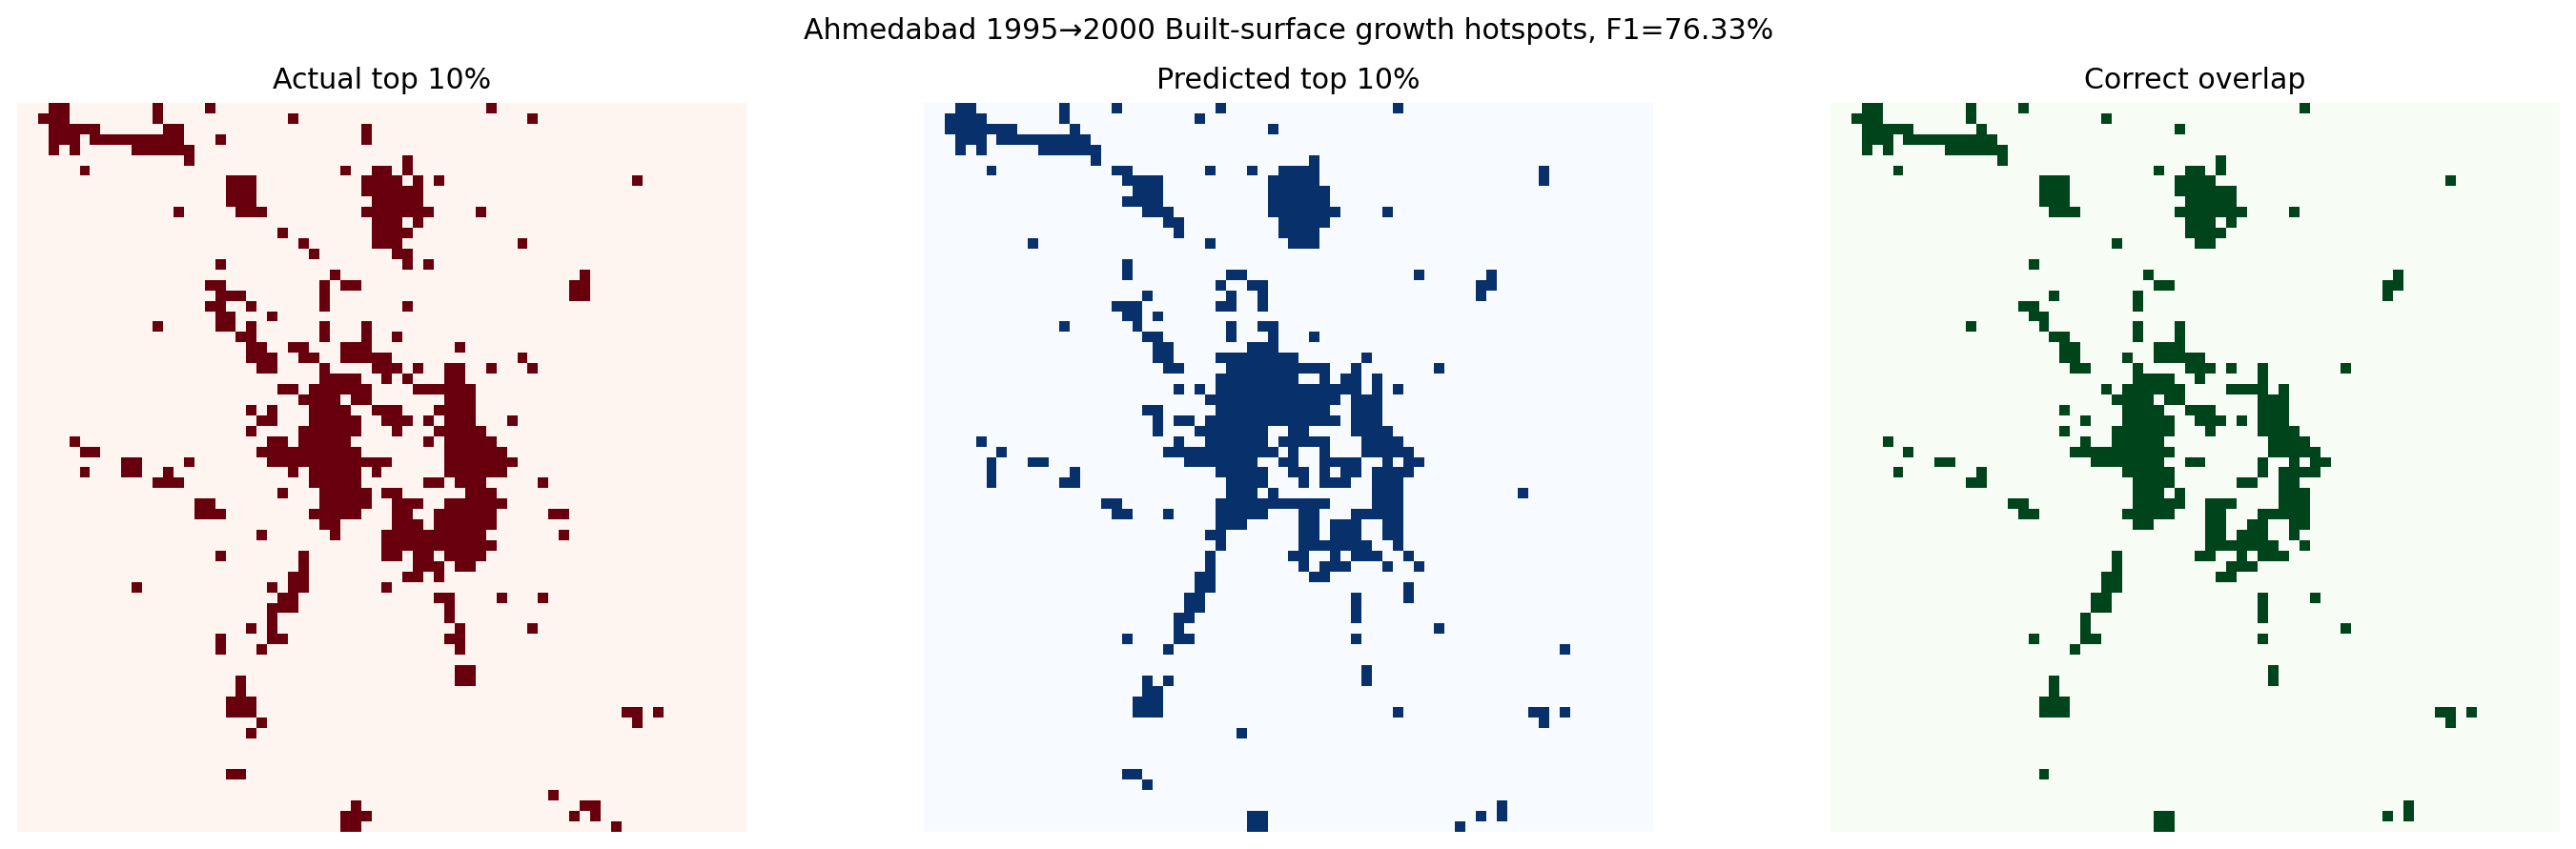 Ahmedabad 1995→2000 Built-surface growth hotspots, F1=76.33%
Actual top 10%
Predicted top 10%
Correct overlap